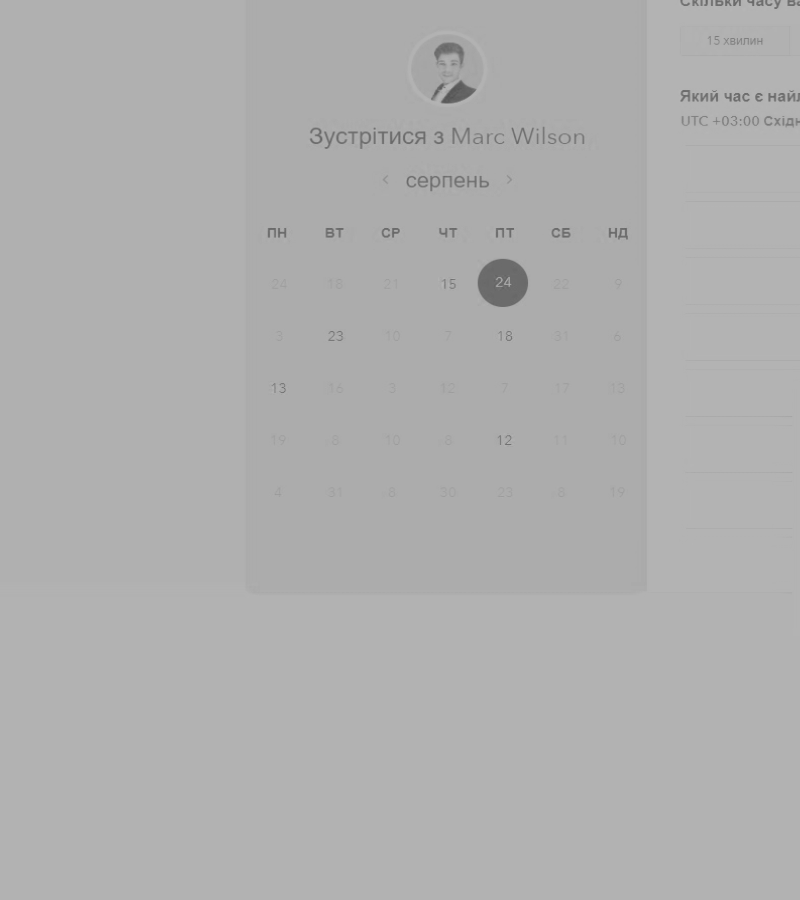 Скільки часу ва
15 хвилин
Який час є най
UTC +03:00 Східн
Зустрітися з Marc Wilson
< серпень >
ПН ВТ СР ЧТ ПТ СБ НД
24 18 21 15 24 22 9
3 23 10 7 18 31 6
13 16 3 12 7 17 13
19 8 10 8 12 11 10
4 31 8 30 23 8 19